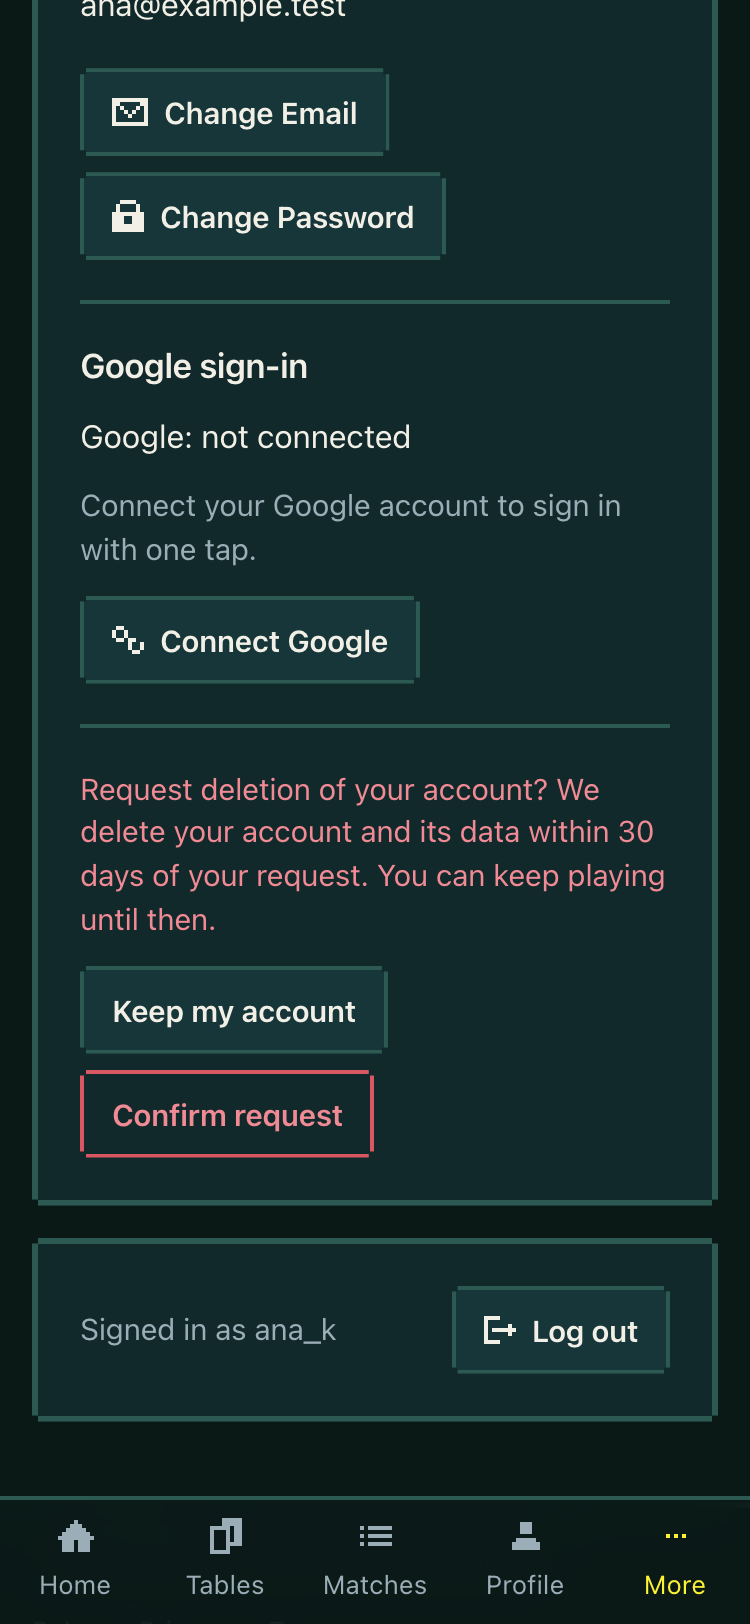 ana@example.test
Change Email
Change Password
Google sign-in
Google: not connected
Connect your Google account to sign in
with one tap.
Connect Google
Request deletion of your account? We
delete your account and its data within 30
days of your request. You can keep playing
until then.
Keep my account
Confirm request
Signed in as ana_k
Log out
Home
Tables
Matches
Profile
More